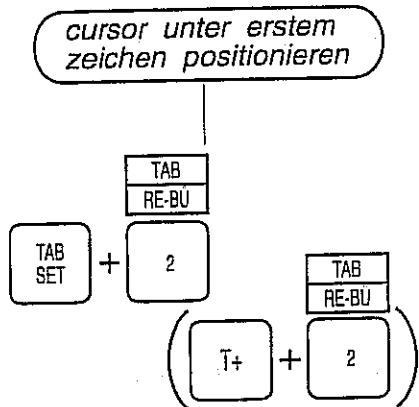 cursor unter erstem
zeichen positionieren
TAB
RE-BÜ
TAB
SET
+
2
TAB
RE-BÜ
(
T+
+
2
)